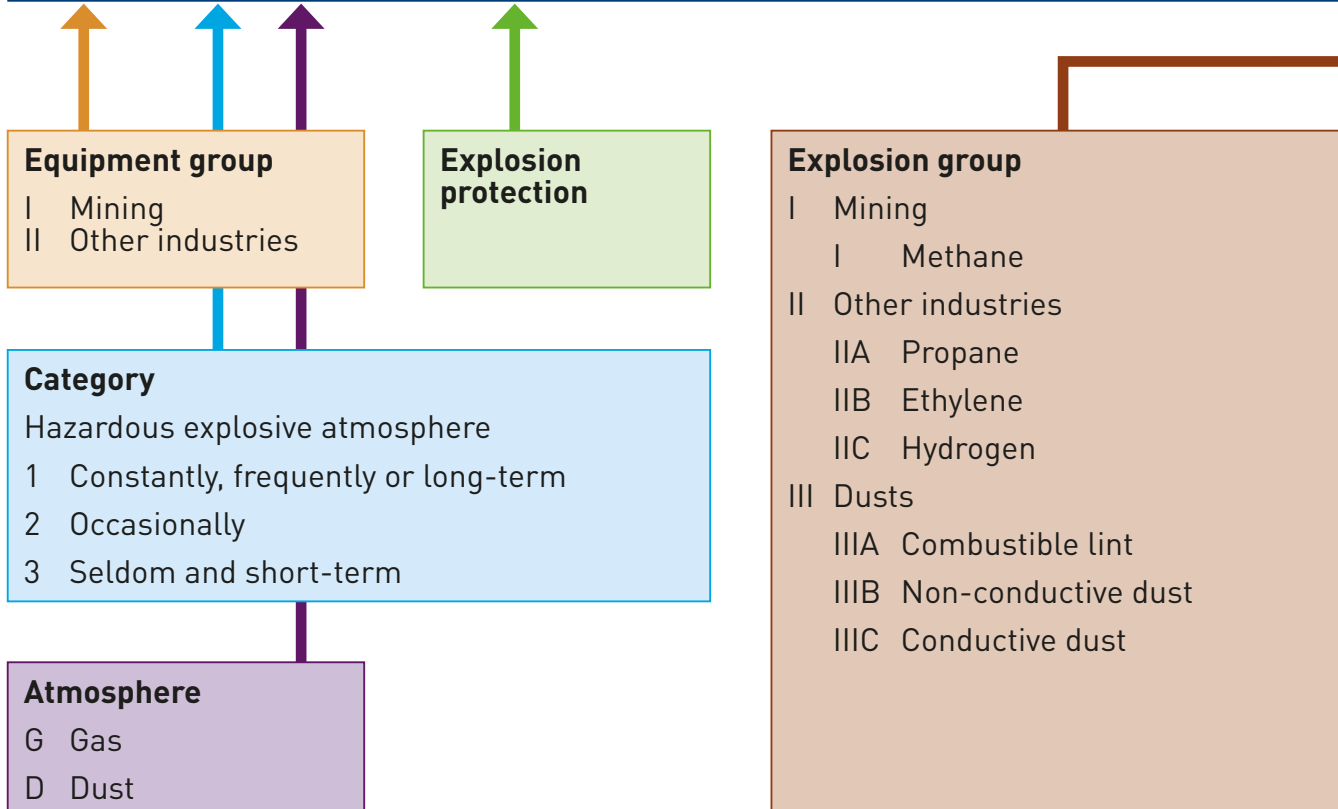 Equipment group
I Mining
II Other industries
Explosion
protection
Category
Hazardous explosive atmosphere
1 Constantly, frequently or long-term
2 Occasionally
3 Seldom and short-term
Atmosphere
G Gas
D Dust
Explosion group
I Mining
I Methane
II Other industries
IIA Propane
IIB Ethylene
IIC Hydrogen
III Dusts
IIIA Combustible lint
IIIB Non-conductive dust
IIIC Conductive dust